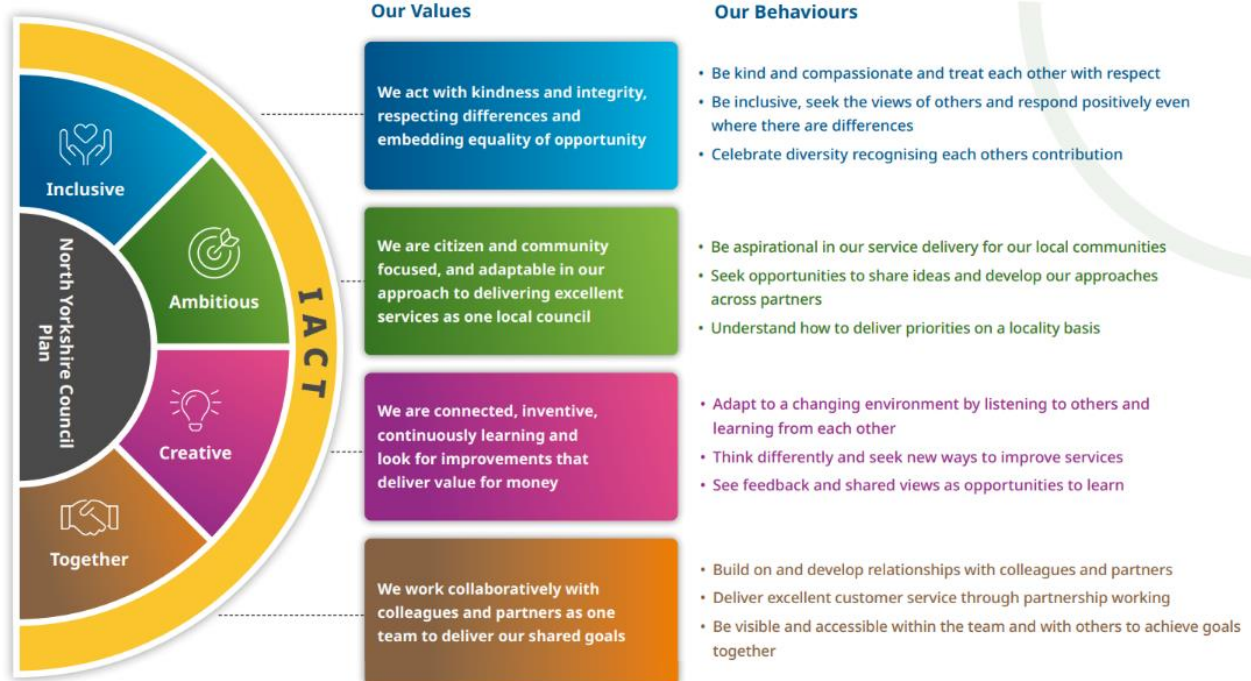 Our Values
Our Behaviours
Inclusive
Ambitious
Creative
Together
North Yorkshire Council
Plan
I A C T
We act with kindness and integrity,
respecting differences and
embedding equality of opportunity
• Be kind and compassionate and treat each other with respect
• Be inclusive, seek the views of others and respond positively even
where there are differences
• Celebrate diversity recognising each others contribution
We are citizen and community
focused, and adaptable in our
approach to delivering excellent
services as one local council
• Be aspirational in our service delivery for our local communities
• Seek opportunities to share ideas and develop our approaches
across partners
• Understand how to deliver priorities on a locality basis
We are connected, inventive,
continuously learning and
look for improvements that
deliver value for money
• Adapt to a changing environment by listening to others and
learning from each other
• Think differently and seek new ways to improve services
• See feedback and shared views as opportunities to learn
We work collaboratively with
colleagues and partners as one
team to deliver our shared goals
• Build on and develop relationships with colleagues and partners
• Deliver excellent customer service through partnership working
• Be visible and accessible within the team and with others to achieve goals
together